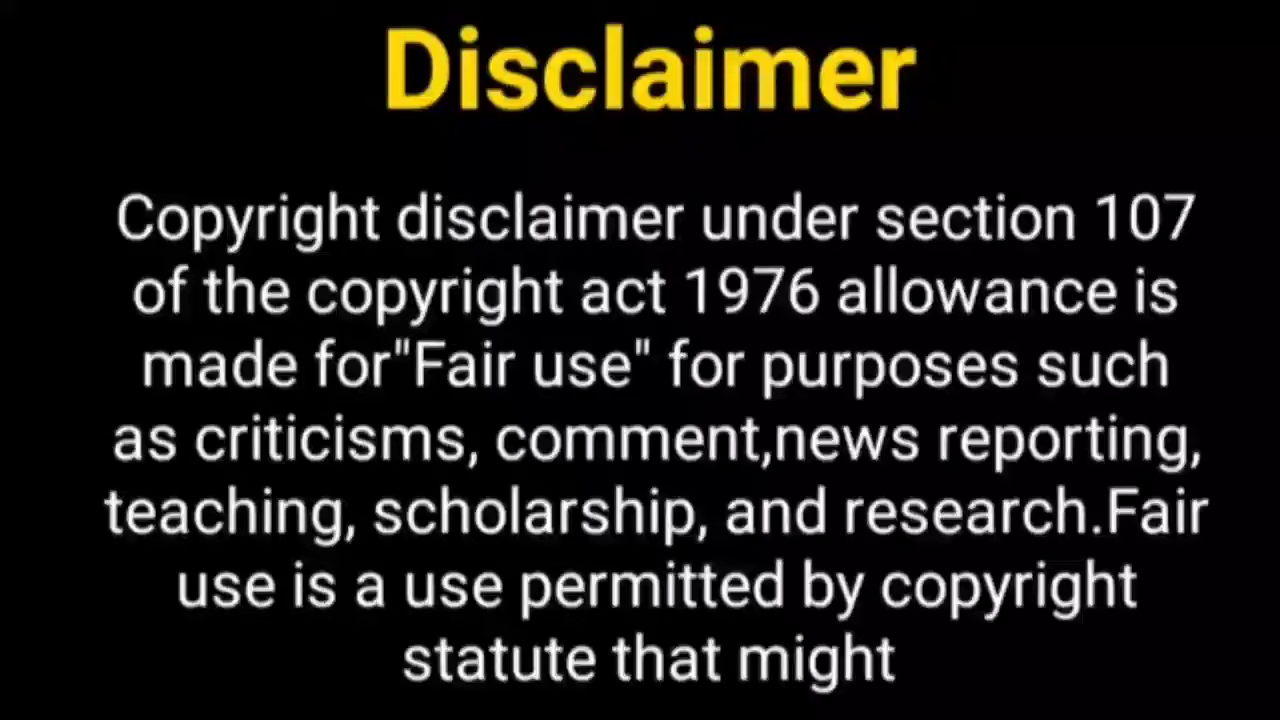 Disclaimer
Copyright disclaimer under section 107
of the copyright act 1976 allowance is
made for"Fair use" for purposes such
as criticisms, comment,news reporting,
teaching, scholarship, and research.Fair
use is a use permitted by copyright
statute that might